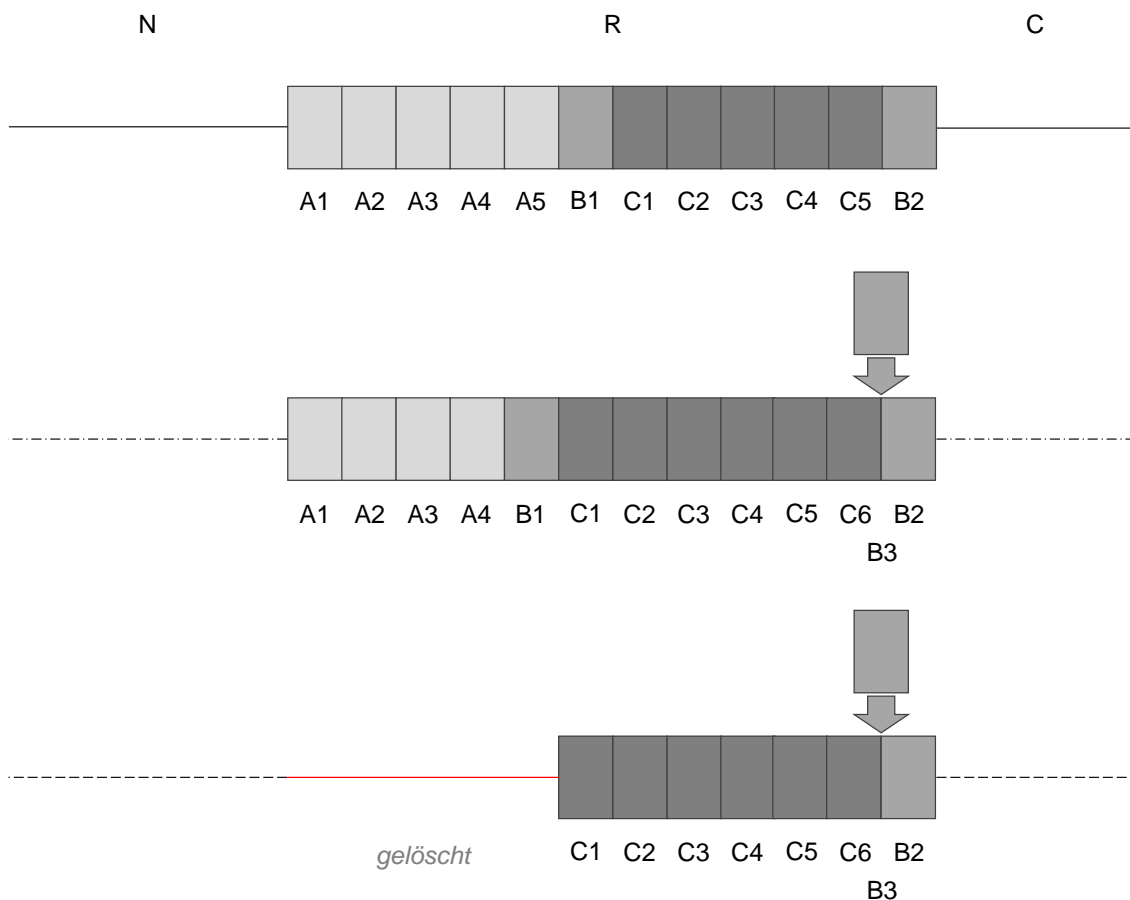 N R C
A1 A2 A3 A4 A5 B1 C1 C2 C3 C4 C5 B2
A1 A2 A3 A4 B1 C1 C2 C3 C4 C5 C6 B2
B3
gelöscht C1 C2 C3 C4 C5 C6 B2
B3